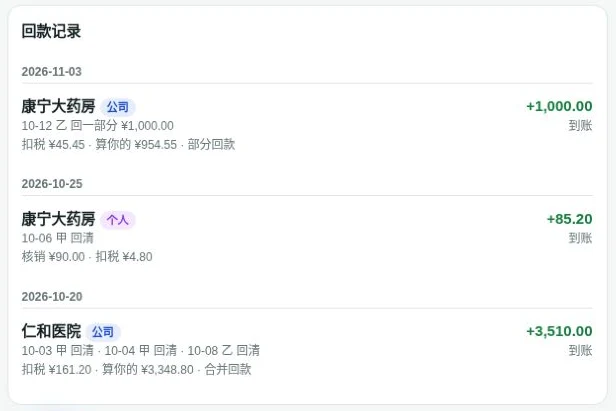 回款记录
2026-11-03
康宁大药房 公司 +1,000.00
10-12 乙 回一部分 ¥1,000.00 到账
扣税 ¥45.45 · 算你的 ¥954.55 · 部分回款
2026-10-25
康宁大药房 个人 +85.20
10-06 甲 回清 到账
核销 ¥90.00 · 扣税 ¥4.80
2026-10-20
仁和医院 公司 +3,510.00
10-03 甲 回清 · 10-04 甲 回清 · 10-08 乙 回清 到账
扣税 ¥161.20 · 算你的 ¥3,348.80 · 合并回款